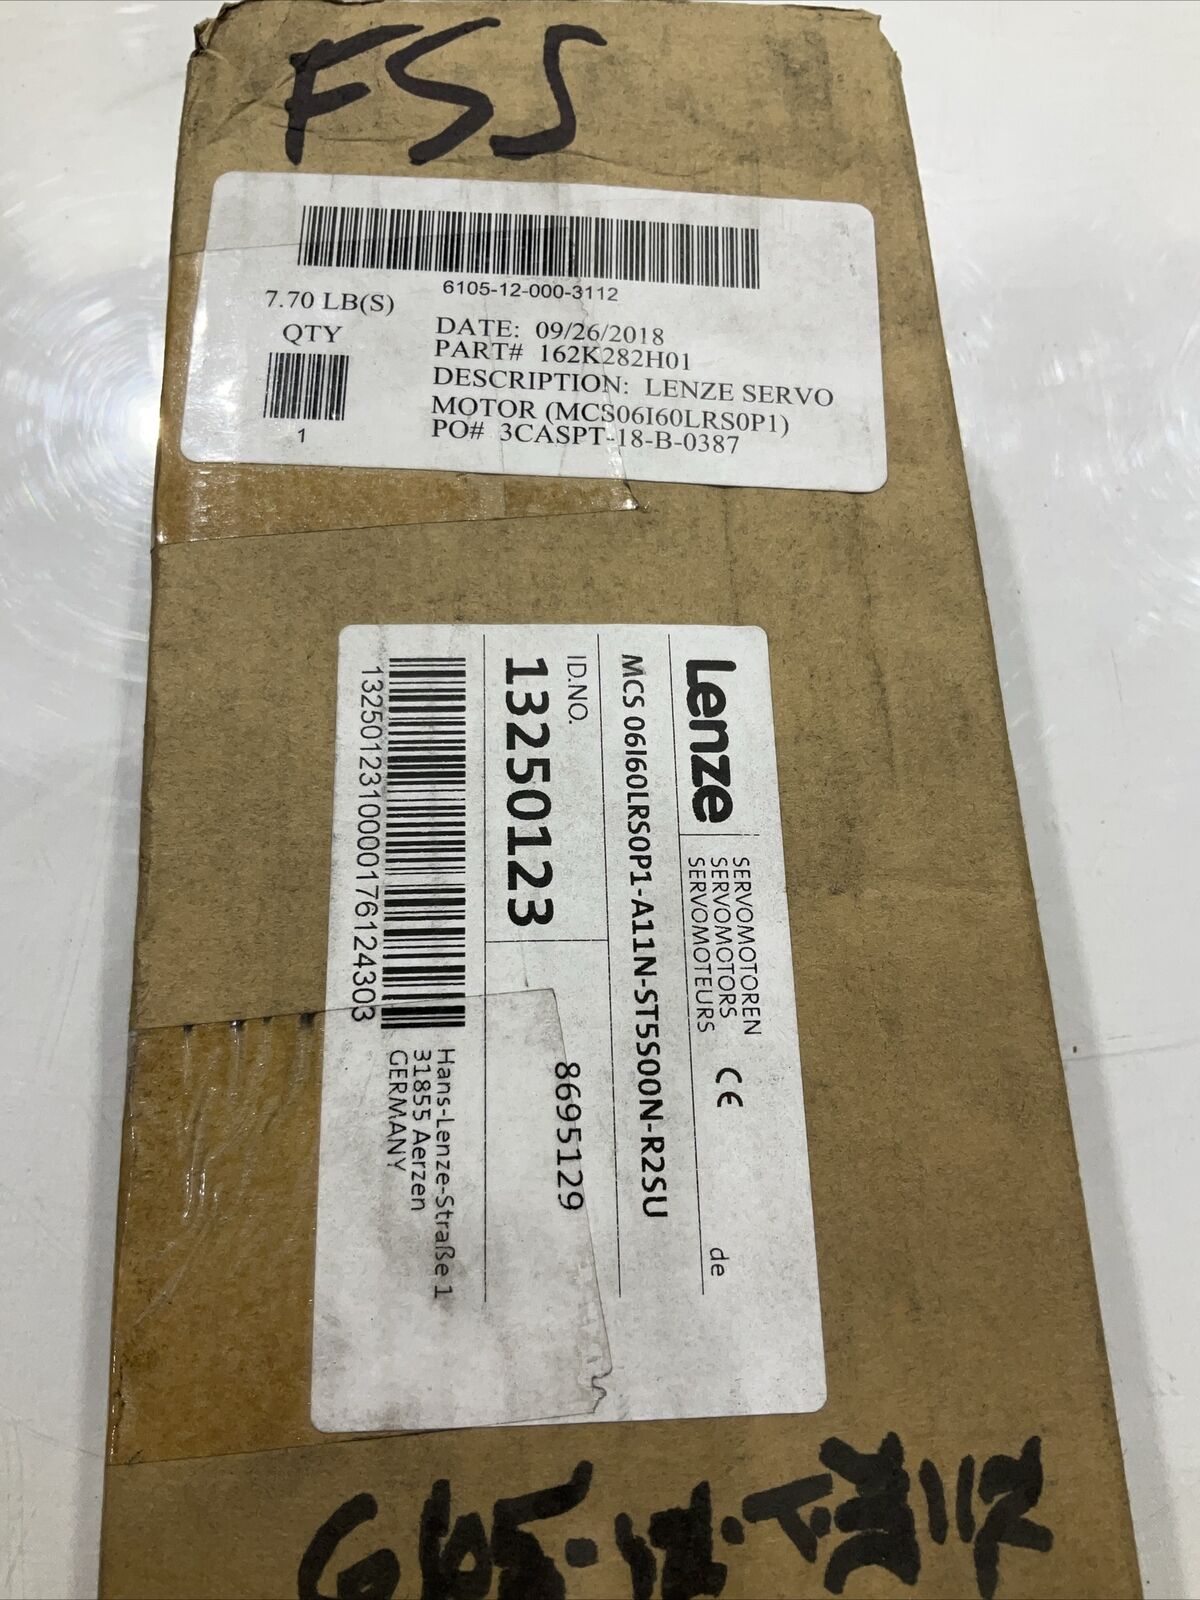 FSS
6105-12-000-3112
7.70 LB(S)
QTY
1
DATE: 09/26/2018
PART# 162K282H01
DESCRIPTION: LENZE SERVO
MOTOR (MCS06I60LRS0P1)
PO# 3CASPT-18-B-0387
Lenze
SERVOMOTOREN
SERVOMOTORS
SERVOMOTEURS
CE
de
MCS 06I60LRS0P1-A11N-ST5S00N-R2SU
ID.NO.
13250123
8695129
1325012310000176124303
Hans-Lenze-Straße 1
31855 Aerzen
GERMANY